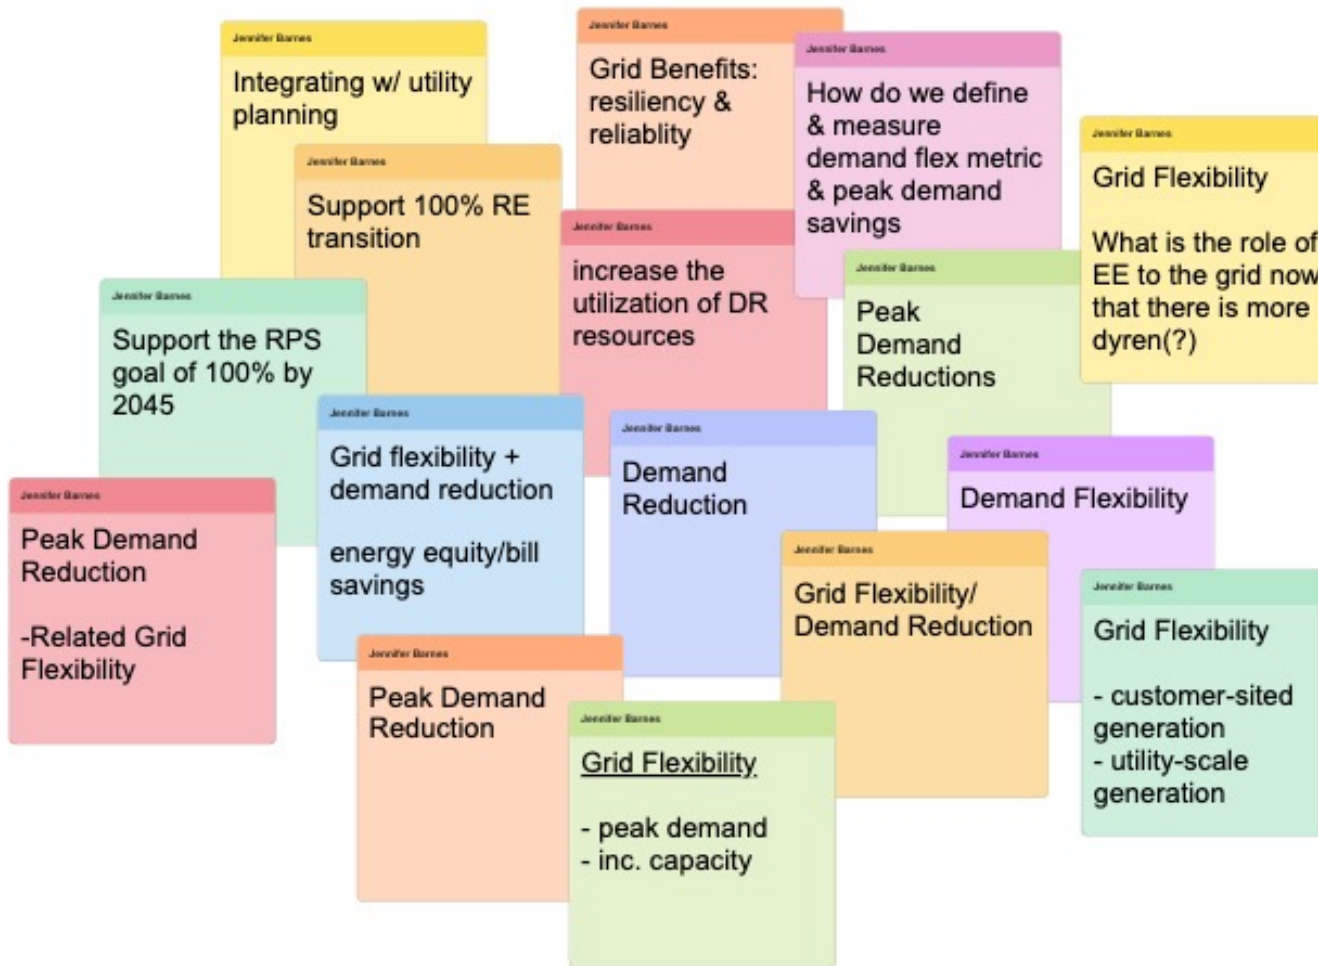 Jennifer Barnes
Integrating w/ utility
planning
Jennifer Barnes
Grid Benefits:
resiliency &
reliablity
Jennifer Barnes
How do we define
& measure
demand flex metric
& peak demand
savings
Jennifer Barnes
Grid Flexibility
What is the role of
EE to the grid now
that there is more
dyren(?)
Jennifer Barnes
Support 100% RE
transition
Jennifer Barnes
increase the
utilization of DR
resources
Jennifer Barnes
Peak
Demand
Reductions
Jennifer Barnes
Support the RPS
goal of 100% by
2045
Jennifer Barnes
Grid flexibility +
demand reduction
energy equity/bill
savings
Jennifer Barnes
Demand
Reduction
Jennifer Barnes
Demand Flexibility
Jennifer Barnes
Peak Demand
Reduction
-Related Grid
Flexibility
Jennifer Barnes
Grid Flexibility/
Demand Reduction
Jennifer Barnes
Grid Flexibility
- customer-sited
generation
- utility-scale
generation
Jennifer Barnes
Peak Demand
Reduction
Jennifer Barnes
Grid Flexibility
- peak demand
- inc. capacity